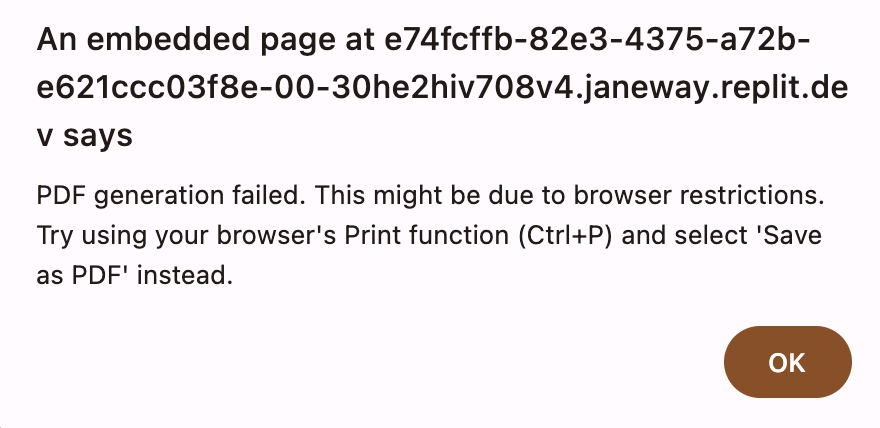 An embedded page at e74fcffb-82e3-4375-a72b-
e621ccc03f8e-00-30he2hiv708v4.janeway.replit.de
v says
PDF generation failed. This might be due to browser restrictions.
Try using your browser's Print function (Ctrl+P) and select 'Save
as PDF' instead.
OK